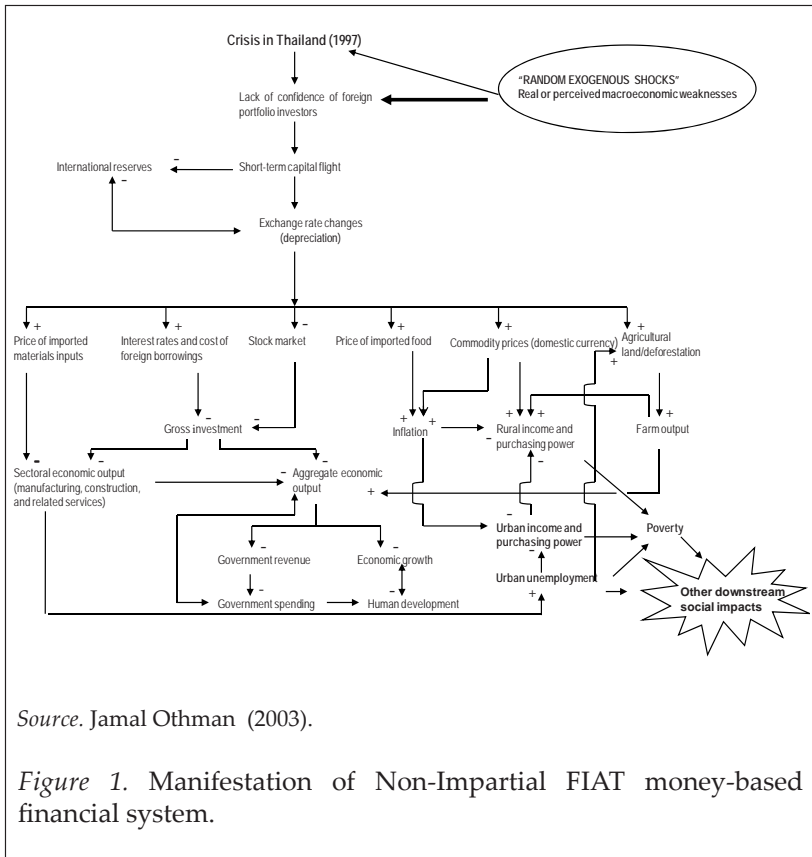 Crisis in Thailand (1997)
“RANDOM EXOGENOUS SHOCKS”
Real or perceived macroeconomic weaknesses
Lack of confidence of foreign
portfolio investors
International reserves
–
Short-term capital flight
–
Exchange rate changes
(depreciation)
+
+
–
+
+
+
Price of imported
materials inputs
Interest rates and cost of
foreign borrowings
Stock market
Price of imported food
Commodity prices (domestic currency)
Agricultural
land/deforestation
+
–
–
Gross investment
+
+
Inflation
+
+
–
Rural income and
purchasing power
+
Farm output
–
–
Sectoral economic output
(manufacturing, construction,
and related services)
–
–
Aggregate economic
output
+
–
–
Urban income and
purchasing power
Poverty
–
Government revenue
–
Economic growth
–
Urban unemployment
+
–
Government spending
–
Human development
Other downstream
social impacts
Source. Jamal Othman (2003).
Figure 1. Manifestation of Non-Impartial FIAT money-based
financial system.